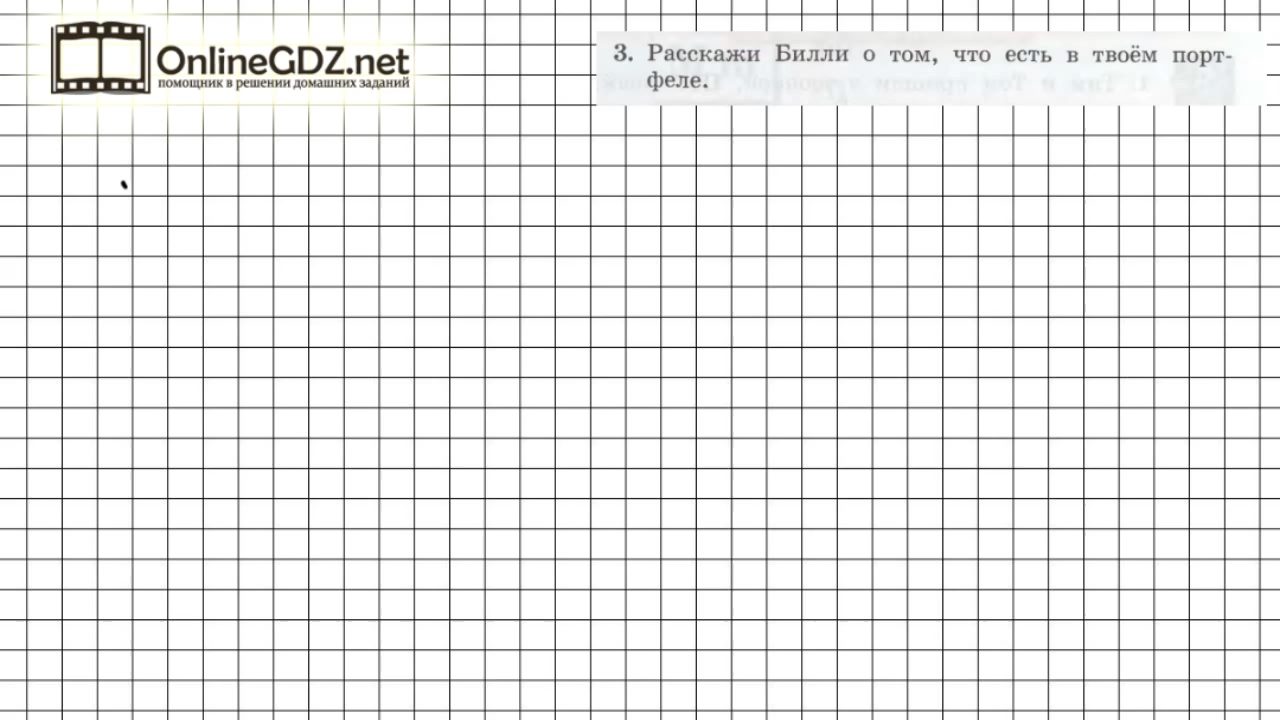 OnlineGDZ.net
помощник в решении домашних заданий
3. Расскажи Билли о том, что есть в твоём порт-
феле.